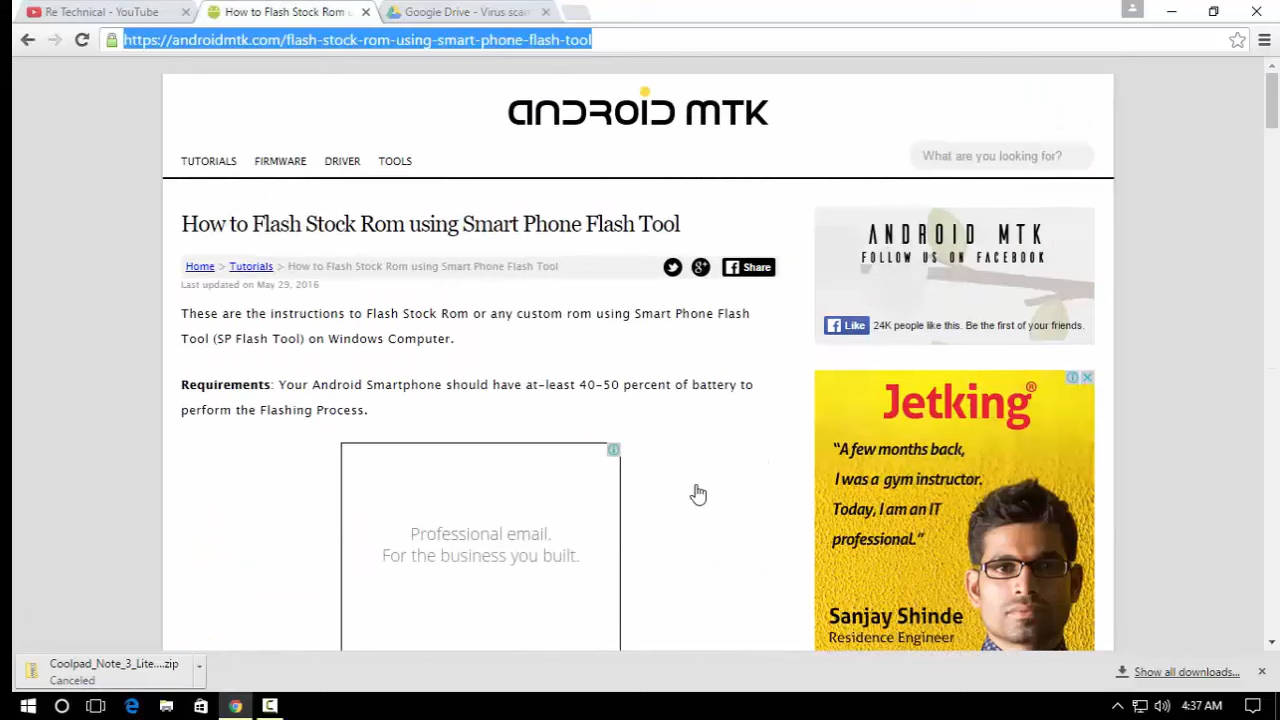 Re Technical - YouTube
How to Flash Stock Rom u
Google Drive - Virus scan
https://androidmtk.com/flash-stock-rom-using-smart-phone-flash-tool
ANDROID MTK
TUTORIALS FIRMWARE DRIVER TOOLS
What are you looking for?
How to Flash Stock Rom using Smart Phone Flash Tool
Home > Tutorials > How to Flash Stock Rom using Smart Phone Flash Tool
Share
Last updated on May 29, 2016
These are the instructions to Flash Stock Rom or any custom rom using Smart Phone Flash
Tool (SP Flash Tool) on Windows Computer.
Requirements: Your Android Smartphone should have at-least 40-50 percent of battery to
perform the Flashing Process.
Professional email.
For the business you built.
ANDROID MTK
FOLLOW US ON FACEBOOK
Like 24K people like this. Be the first of your friends.
Jetking®
“A few months back,
I was a gym instructor.
Today, I am an IT
professional.”
Sanjay Shinde
Residence Engineer
Coolpad_Note_3_Lite....zip
Canceled
Show all downloads...
4:37 AM